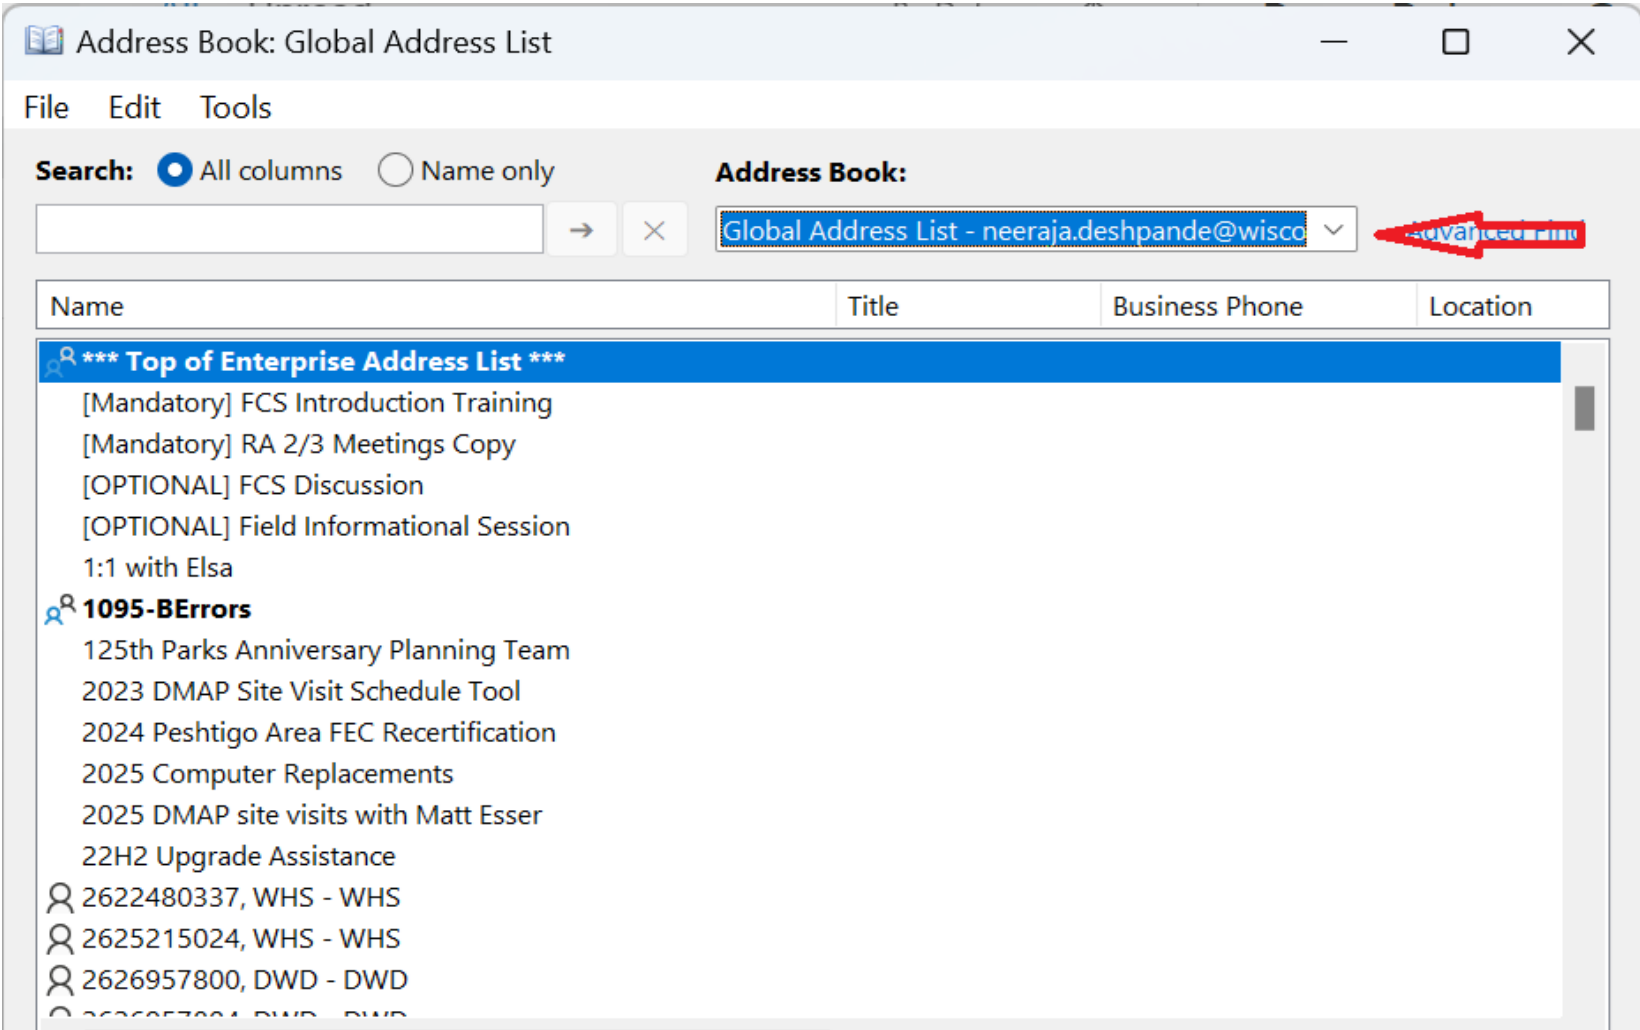 Address Book: Global Address List
File Edit Tools
Search: All columns Name only Address Book:
Global Address List - neeraja.deshpande@wisco Advanced Find
Name Title Business Phone Location
*** Top of Enterprise Address List ***
[Mandatory] FCS Introduction Training
[Mandatory] RA 2/3 Meetings Copy
[OPTIONAL] FCS Discussion
[OPTIONAL] Field Informational Session
1:1 with Elsa
1095-BErrors
125th Parks Anniversary Planning Team
2023 DMAP Site Visit Schedule Tool
2024 Peshtigo Area FEC Recertification
2025 Computer Replacements
2025 DMAP site visits with Matt Esser
22H2 Upgrade Assistance
2622480337, WHS - WHS
2625215024, WHS - WHS
2626957800, DWD - DWD